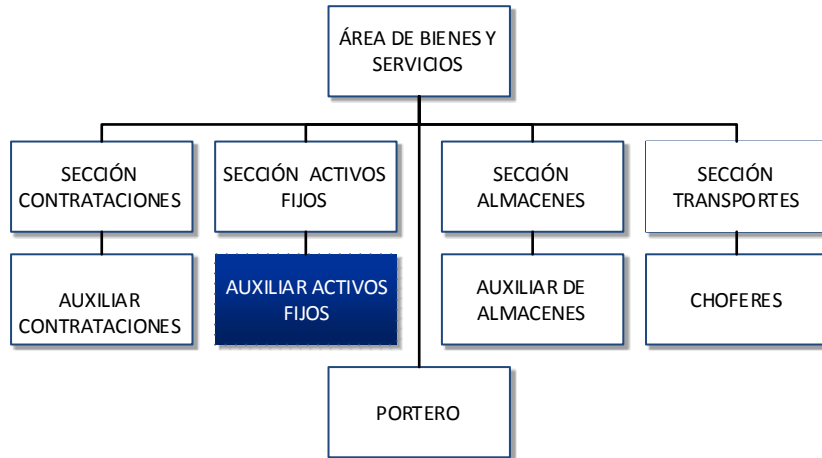 ÁREA DE BIENES Y
SERVICIOS
SECCIÓN
CONTRATACIONES
SECCIÓN ACTIVOS
FIJOS
SECCIÓN
ALMACENES
SECCIÓN
TRANSPORTES
AUXILIAR
CONTRATACIONES
AUXILIAR ACTIVOS
FIJOS
AUXILIAR DE
ALMACENES
CHOFERES
PORTERO